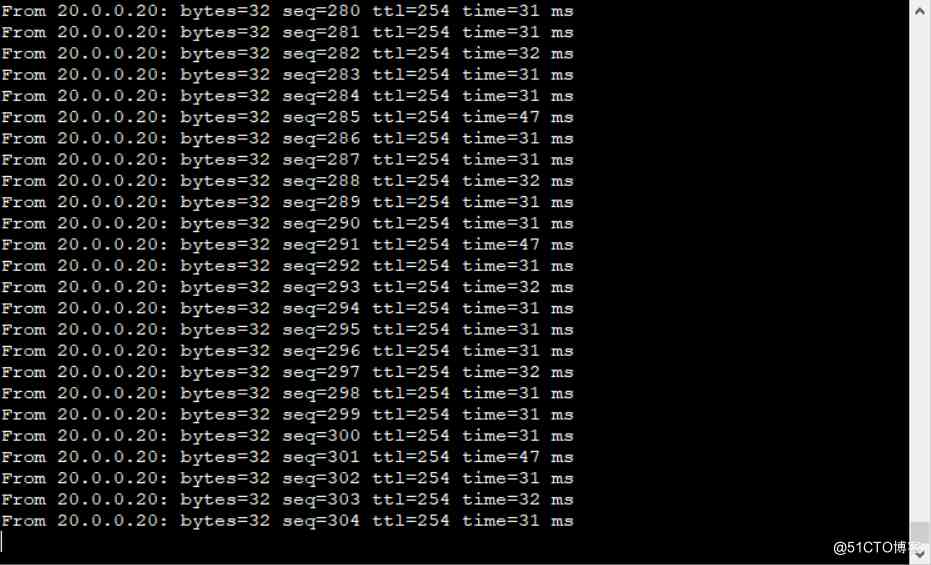 From 20.0.0.20: bytes=32 seq=280 ttl=254 time=31 ms
From 20.0.0.20: bytes=32 seq=281 ttl=254 time=31 ms
From 20.0.0.20: bytes=32 seq=282 ttl=254 time=32 ms
From 20.0.0.20: bytes=32 seq=283 ttl=254 time=31 ms
From 20.0.0.20: bytes=32 seq=284 ttl=254 time=31 ms
From 20.0.0.20: bytes=32 seq=285 ttl=254 time=47 ms
From 20.0.0.20: bytes=32 seq=286 ttl=254 time=31 ms
From 20.0.0.20: bytes=32 seq=287 ttl=254 time=31 ms
From 20.0.0.20: bytes=32 seq=288 ttl=254 time=32 ms
From 20.0.0.20: bytes=32 seq=289 ttl=254 time=31 ms
From 20.0.0.20: bytes=32 seq=290 ttl=254 time=31 ms
From 20.0.0.20: bytes=32 seq=291 ttl=254 time=47 ms
From 20.0.0.20: bytes=32 seq=292 ttl=254 time=31 ms
From 20.0.0.20: bytes=32 seq=293 ttl=254 time=32 ms
From 20.0.0.20: bytes=32 seq=294 ttl=254 time=31 ms
From 20.0.0.20: bytes=32 seq=295 ttl=254 time=31 ms
From 20.0.0.20: bytes=32 seq=296 ttl=254 time=31 ms
From 20.0.0.20: bytes=32 seq=297 ttl=254 time=32 ms
From 20.0.0.20: bytes=32 seq=298 ttl=254 time=31 ms
From 20.0.0.20: bytes=32 seq=299 ttl=254 time=31 ms
From 20.0.0.20: bytes=32 seq=300 ttl=254 time=31 ms
From 20.0.0.20: bytes=32 seq=301 ttl=254 time=47 ms
From 20.0.0.20: bytes=32 seq=302 ttl=254 time=31 ms
From 20.0.0.20: bytes=32 seq=303 ttl=254 time=32 ms
From 20.0.0.20: bytes=32 seq=304 ttl=254 time=31 ms
@51CTO博客